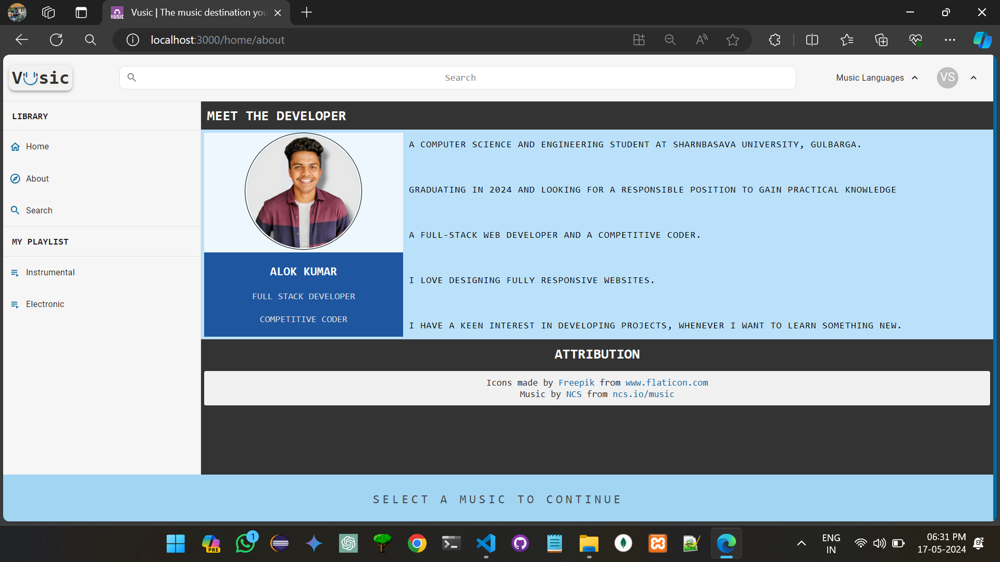 Vusic | The music destination you
localhost:3000/home/about
Vusic
Search
Music Languages
VS
LIBRARY
Home
About
Search
MY PLAYLIST
Instrumental
Electronic
MEET THE DEVELOPER
ALOK KUMAR
FULL STACK DEVELOPER
COMPETITIVE CODER
A COMPUTER SCIENCE AND ENGINEERING STUDENT AT SHARNBASAVA UNIVERSITY, GULBARGA.
GRADUATING IN 2024 AND LOOKING FOR A RESPONSIBLE POSITION TO GAIN PRACTICAL KNOWLEDGE
A FULL-STACK WEB DEVELOPER AND A COMPETITIVE CODER.
I LOVE DESIGNING FULLY RESPONSIVE WEBSITES.
I HAVE A KEEN INTEREST IN DEVELOPING PROJECTS, WHENEVER I WANT TO LEARN SOMETHING NEW.
ATTRIBUTION
Icons made by Freepik from www.flaticon.com
Music by NCS from ncs.io/music
SELECT A MUSIC TO CONTINUE
PRE
1
ENG
IN
06:31 PM
17-05-2024